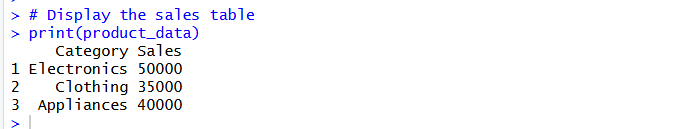 > # Display the sales table
> print(product_data)
     Category Sales
1 Electronics 50000
2    Clothing 35000
3  Appliances 40000
>